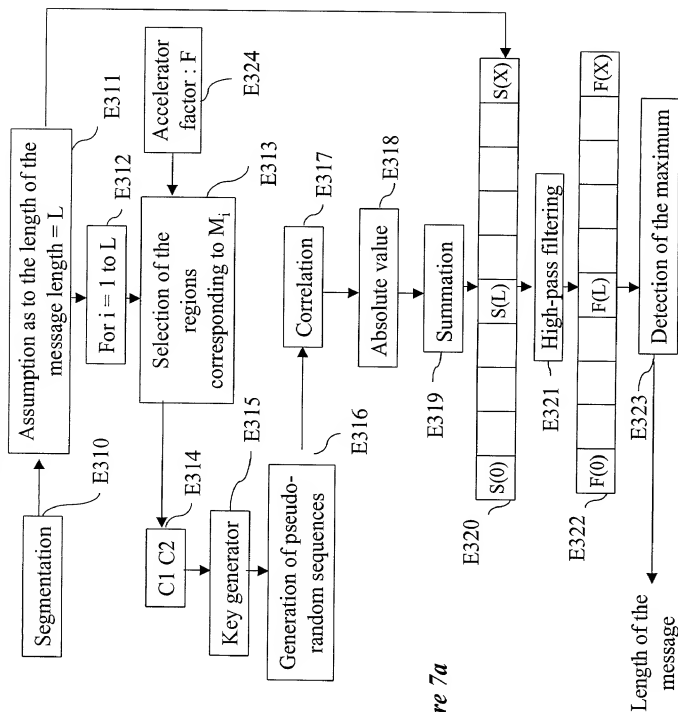 Segmentation
E310
Assumption as to the length of the
message length = L
E311
For i = 1 to L
E312
Accelerator
factor : F
E324
Selection of the
regions
corresponding to Mi
E313
C1 C2
E314
Key generator
E315
Generation of pseudo-
random sequences
E316
Correlation
E317
Absolute value
E318
Summation
E319
S(0)
S(L)
S(X)
E320
High-pass filtering
E321
F(0)
F(L)
F(X)
E322
Detection of the maximum
E323
Length of the
message
re 7a